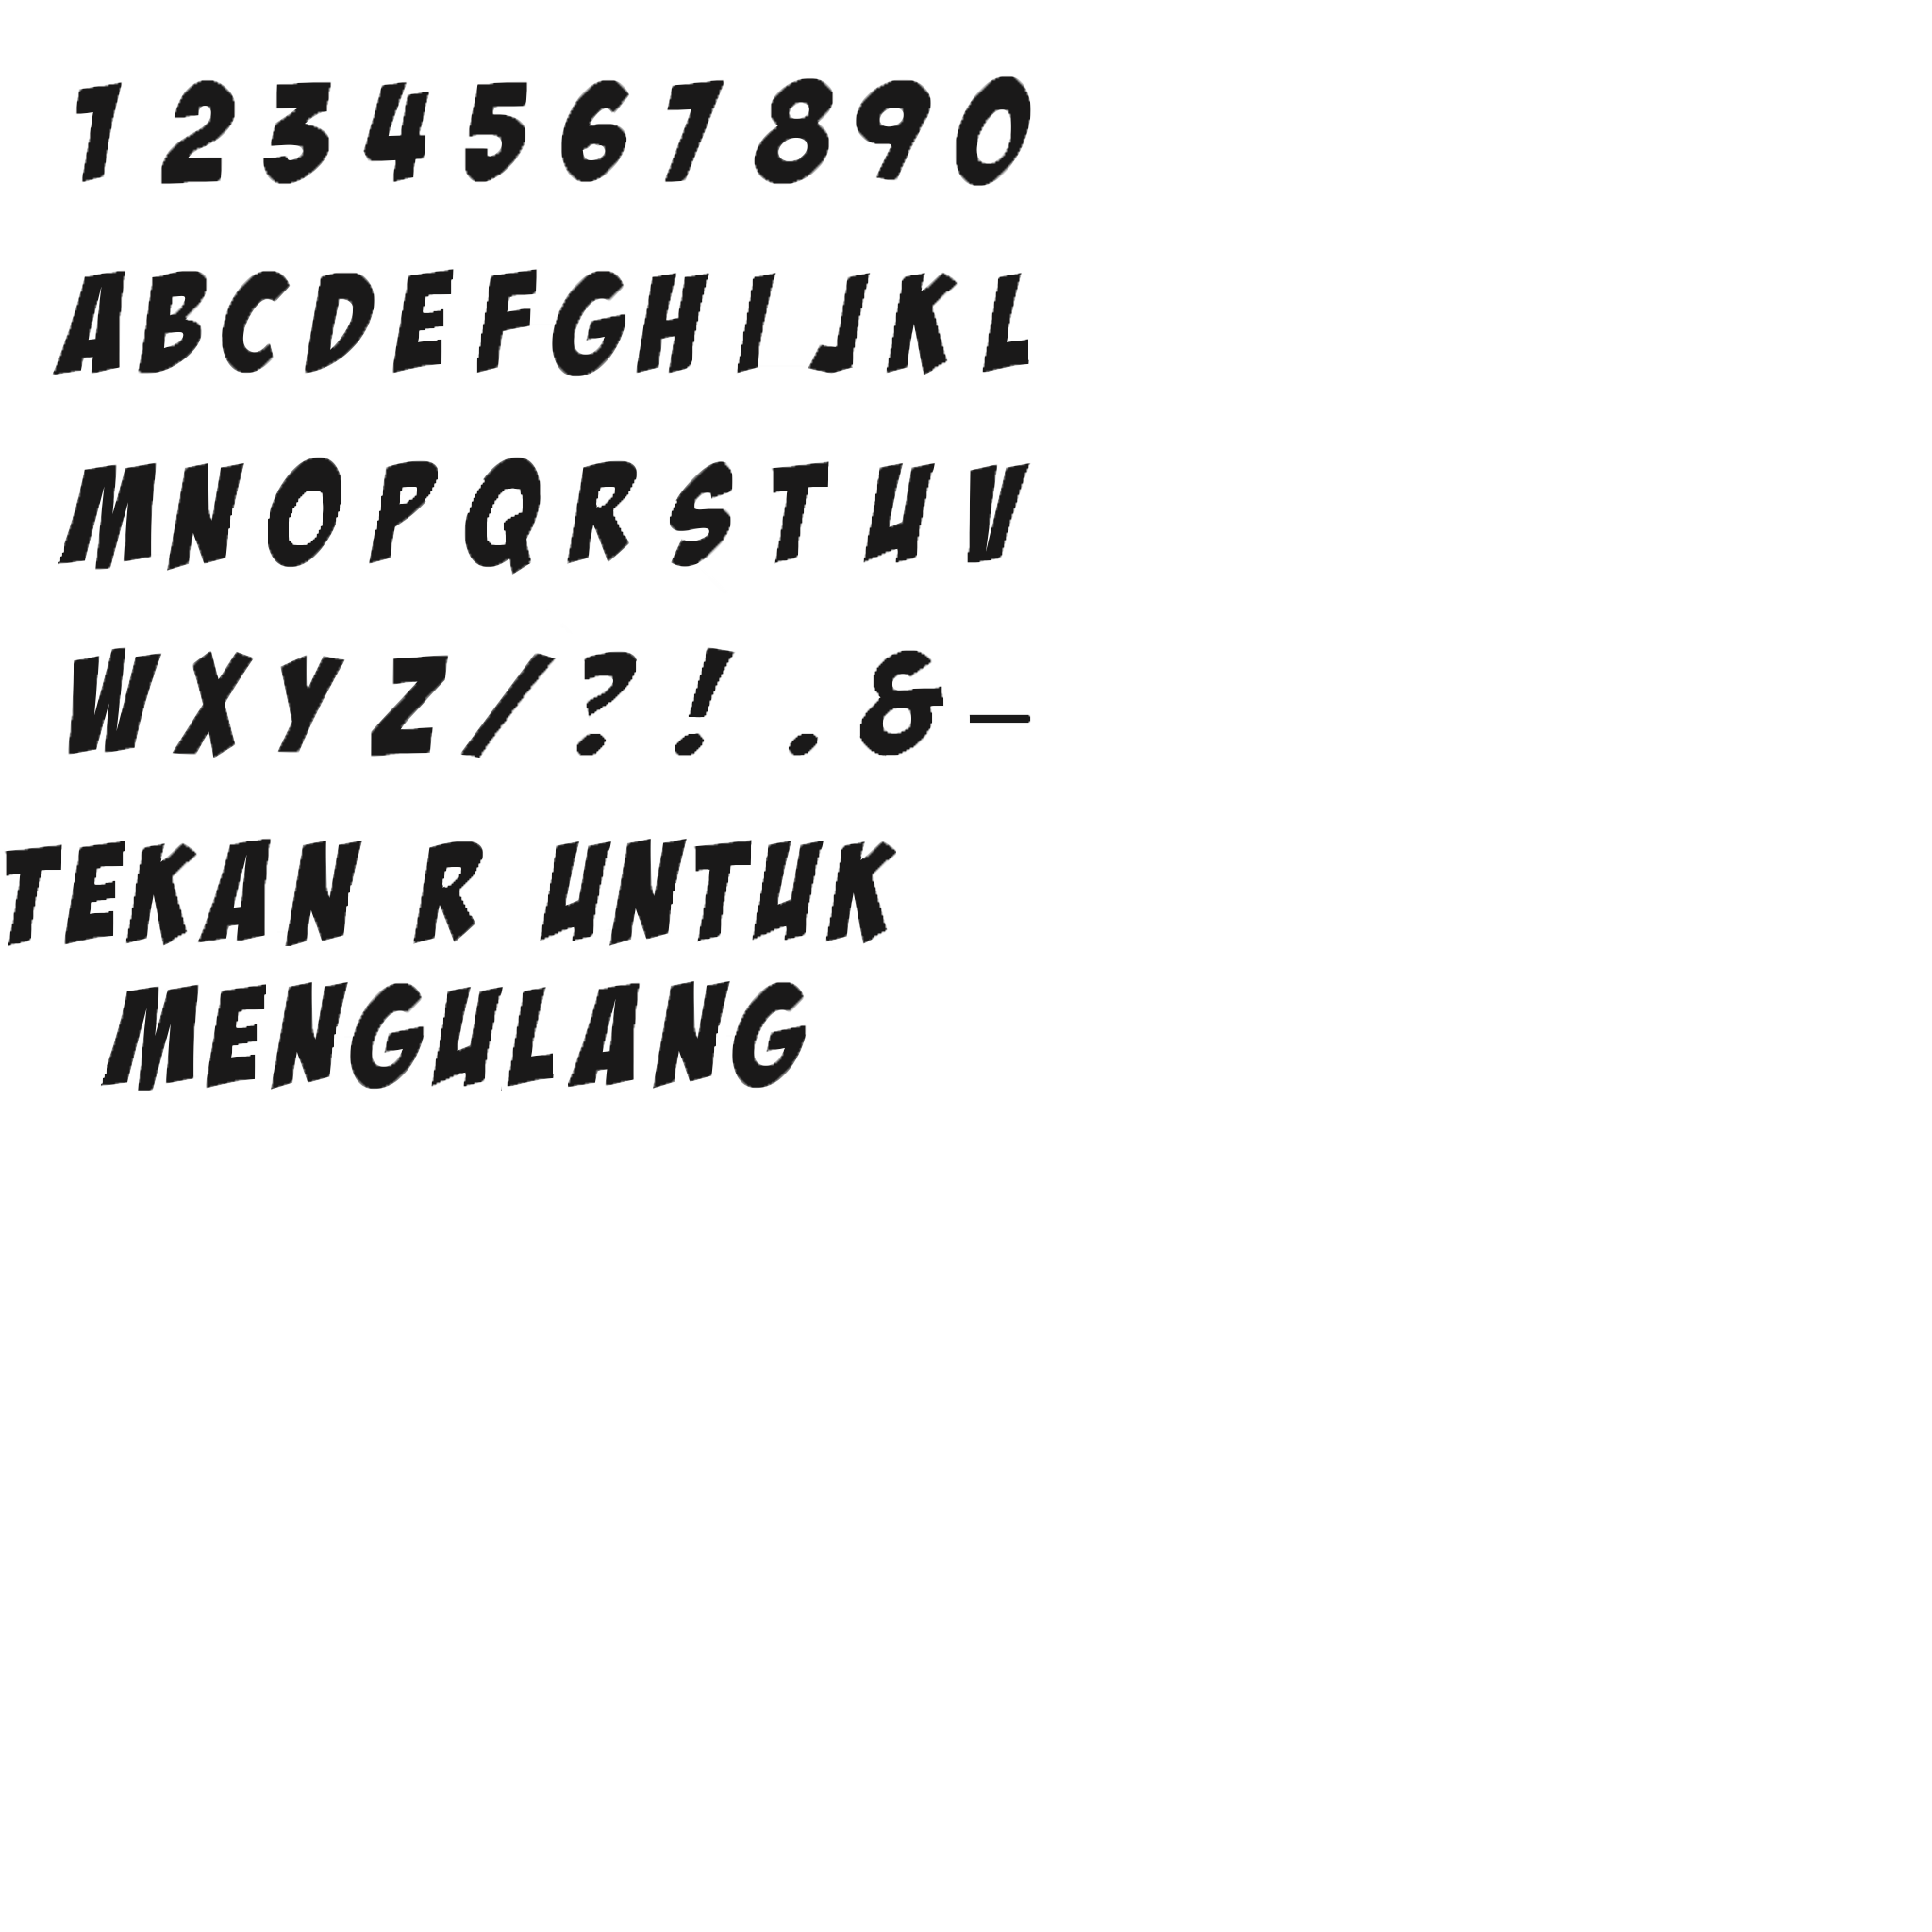 1 2 3 4 5 6 7 8 9 0
A B C D E F G H I J K L
M N O P Q R S T U V
W X Y Z / ? ! . & –
TEKAN R UNTUK
MENGULANG